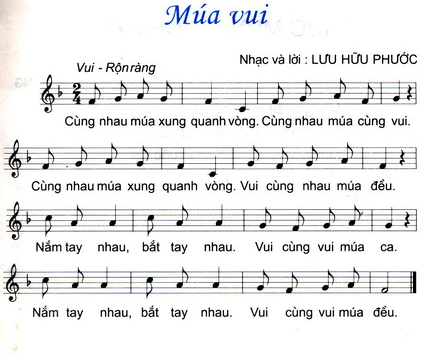 Múa vui
Nhạc và lời : LƯU HỮU PHƯỚC
Vui - Rộn ràng
2
4
Cùng nhau múa xung quanh vòng. Cùng nhau múa cùng vui.
Cùng nhau múa xung quanh vòng. Vui cùng nhau múa đều.
Nắm tay nhau, bắt tay nhau. Vui cùng vui múa ca.
Nắm tay nhau, bắt tay nhau. Vui cùng vui múa đều.